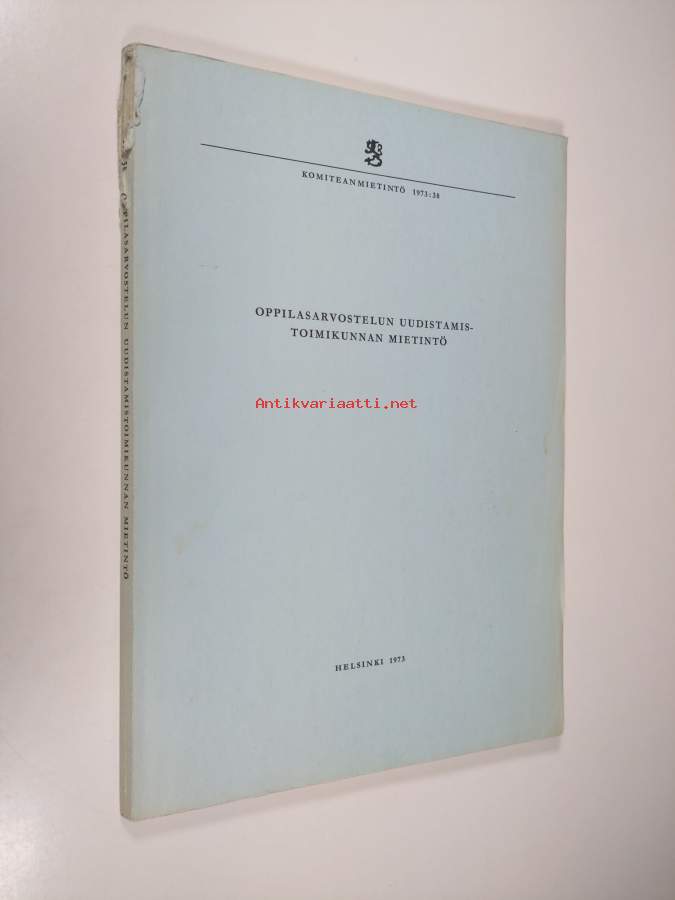 KOMITEANMIETINTÖ 1973:38
OPPILASARVOSTELUN UUDISTAMIS-
TOIMIKUNNAN MIETINTÖ
Antikvariaatti.net
HELSINKI 1973
OPPILASARVOSTELUN UUDISTAMISTOIMIKUNNAN MIETINTÖ